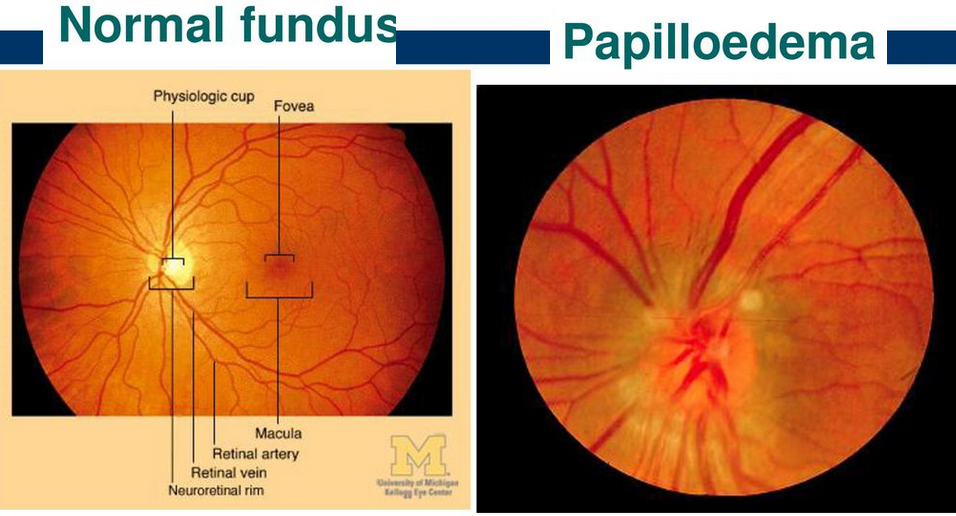 Normal fundus
Papilloedema
Physiologic cup
Fovea
Macula
Retinal artery
Retinal vein
Neuroretinal rim
M
University of Michigan
Kellogg Eye Center